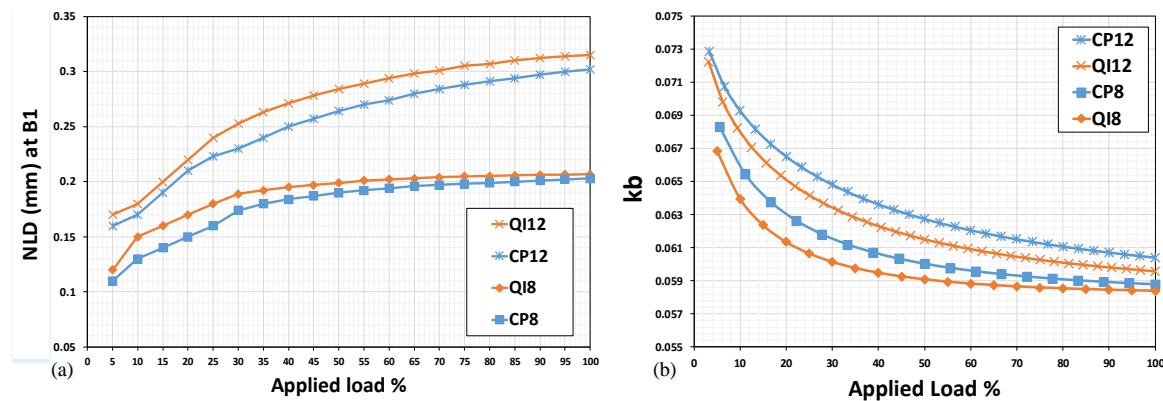 NLD (mm) at B1
0.35
0.3
0.25
0.2
0.15
0.1
0.05
0 5 10 15 20 25 30 35 40 45 50 55 60 65 70 75 80 85 90 95 100
Applied load %
(a)
QI12
CP12
QI8
CP8
kb
0.075
0.073
0.071
0.069
0.067
0.065
0.063
0.061
0.059
0.057
0.055
0 10 20 30 40 50 60 70 80 90 100
Applied Load %
(b)
CP12
QI12
CP8
QI8